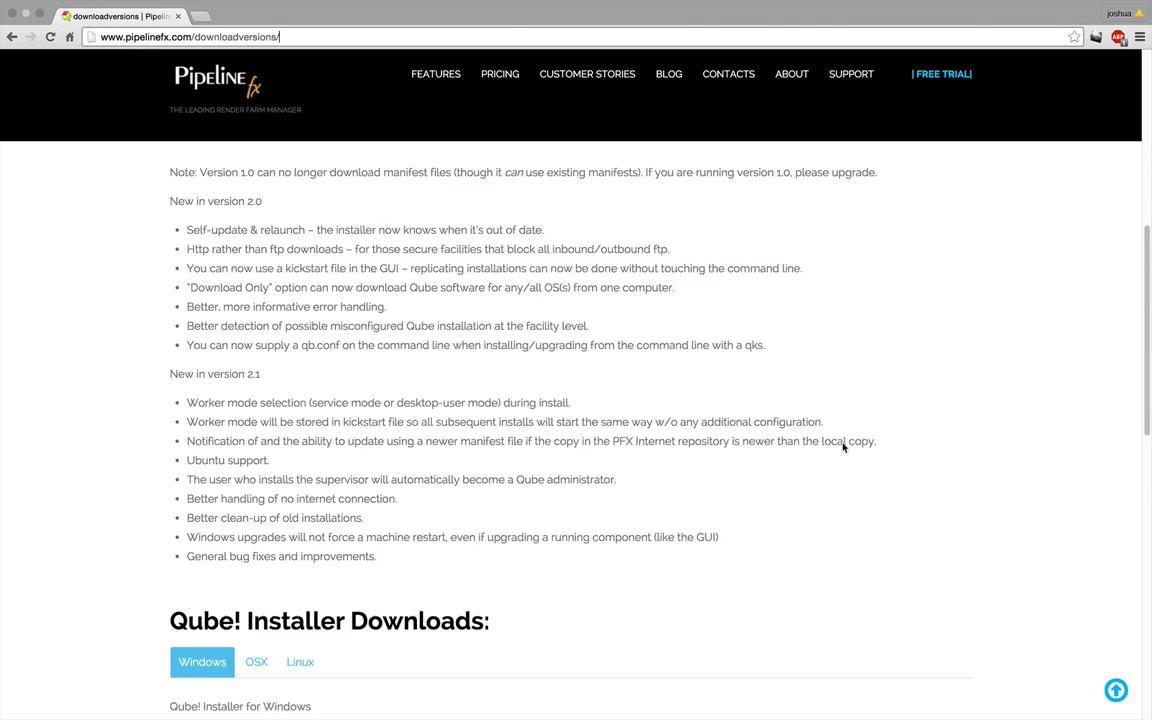 downloadversions | Pipelin
joshua
www.pipelinefx.com/downloadversions/
ABP
1
PIPELINE fx
THE LEADING RENDER FARM MANAGER
FEATURES PRICING CUSTOMER STORIES BLOG CONTACTS ABOUT SUPPORT | FREE TRIAL|
Note: Version 1.0 can no longer download manifest files (though it can use existing manifests). If you are running version 1.0, please upgrade.
New in version 2.0
• Self-update & relaunch – the installer now knows when it's out of date.
• Http rather than ftp downloads – for those secure facilities that block all inbound/outbound ftp.
• You can now use a kickstart file in the GUI – replicating installations can now be done without touching the command line.
• "Download Only" option can now download Qube software for any/all OS(s) from one computer.
• Better, more informative error handling.
• Better detection of possible misconfigured Qube installation at the facility level.
• You can now supply a qb.conf on the command line when installing/upgrading from the command line with a qks.
New in version 2.1
• Worker mode selection (service mode or desktop-user mode) during install.
• Worker mode will be stored in kickstart file so all subsequent installs will start the same way w/o any additional configuration.
• Notification of and the ability to update using a newer manifest file if the copy in the PFX Internet repository is newer than the local copy.
• Ubuntu support.
• The user who installs the supervisor will automatically become a Qube administrator.
• Better handling of no internet connection.
• Better clean-up of old installations.
• Windows upgrades will not force a machine restart, even if upgrading a running component (like the GUI)
• General bug fixes and improvements.
Qube! Installer Downloads:
Windows OSX Linux
Qube! Installer for Windows